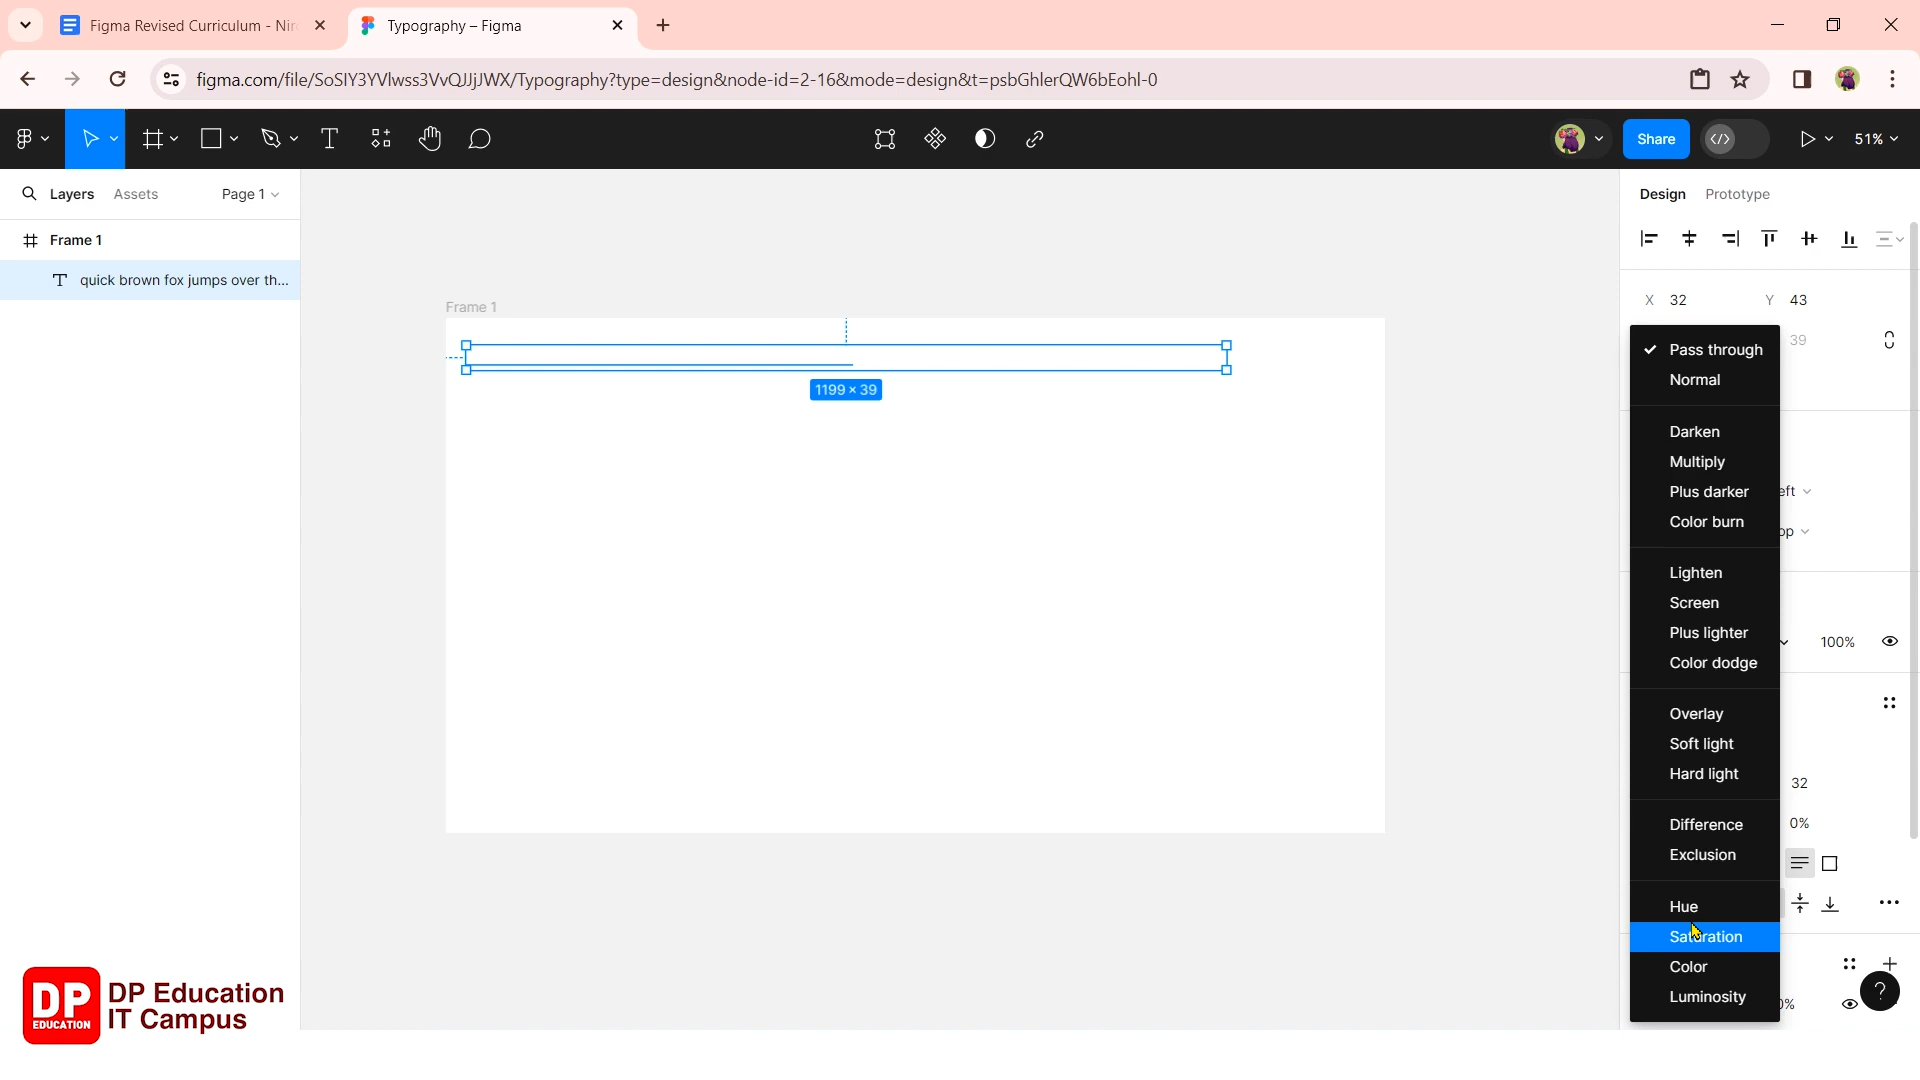 Figma Revised Curriculum - Nin
Typography – Figma
figma.com/file/SoSIY3YVlwss3VvQJJjJWX/Typography?type=design&node-id=2-16&mode=design&t=psbGhlerQW6bEohl-0
Share
51%
Layers
Assets
Page 1
Design
Prototype
Frame 1
quick brown fox jumps over th...
Frame 1
1199 × 39
X 32
Y 43
39
Pass through
Normal
Darken
Multiply
Plus darker
Color burn
Lighten
Screen
Plus lighter
Color dodge
Overlay
Soft light
Hard light
Difference
Exclusion
Hue
Saturation
Color
Luminosity
eft
op
100%
32
0%
0%
?
DP
EDUCATION
DP Education
IT Campus